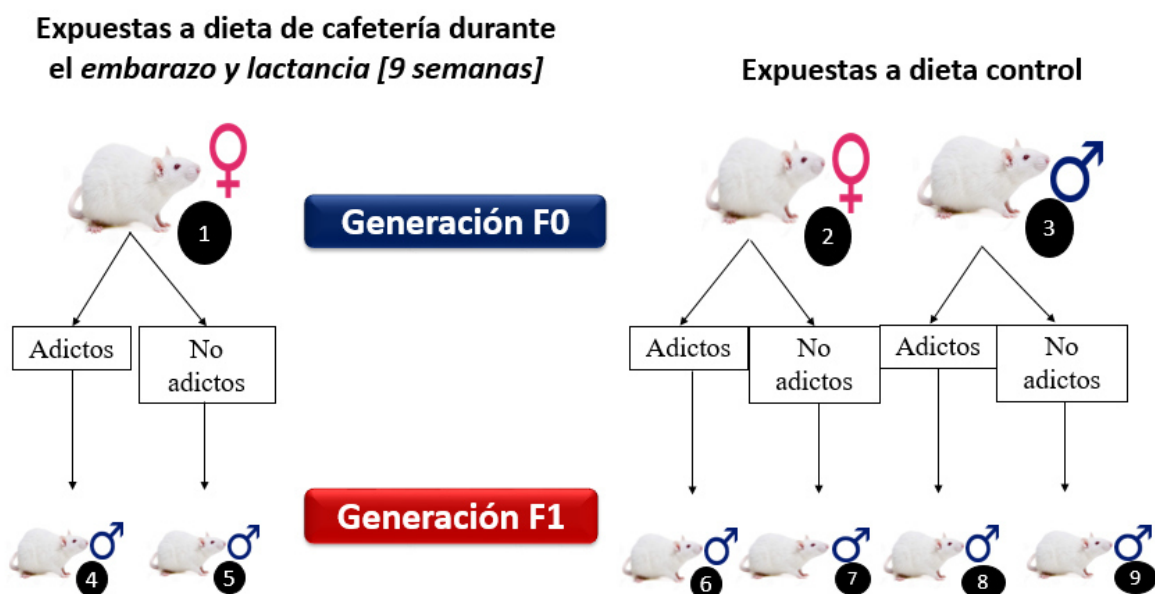 Expuestas a dieta de cafetería durante
el embarazo y lactancia [9 semanas]
Expuestas a dieta control
1
Generación F0
2
3
Adictos
No
adictos
Adictos
No
adictos
Adictos
No
adictos
Generación F1
4
5
6
7
8
9